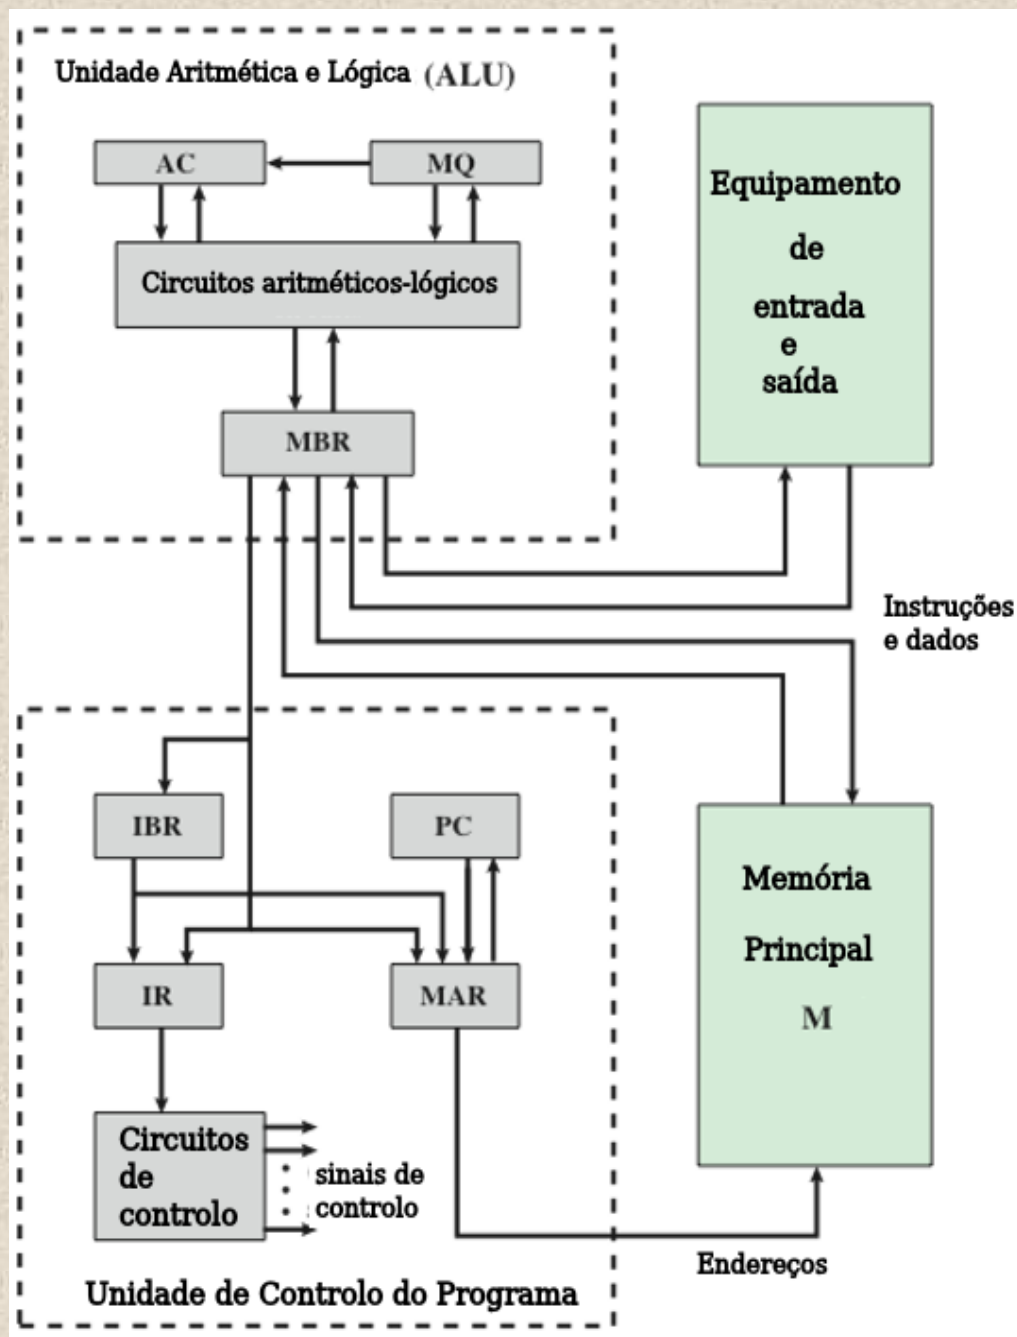 Unidade Aritmética e Lógica (ALU)
AC
MQ
Circuitos aritméticos-lógicos
MBR
Equipamento
de
entrada
e
saída
Instruções
e dados
IBR
PC
IR
MAR
Memória
Principal
M
Circuitos
de
controlo
sinais de
controlo
Endereços
Unidade de Controlo do Programa